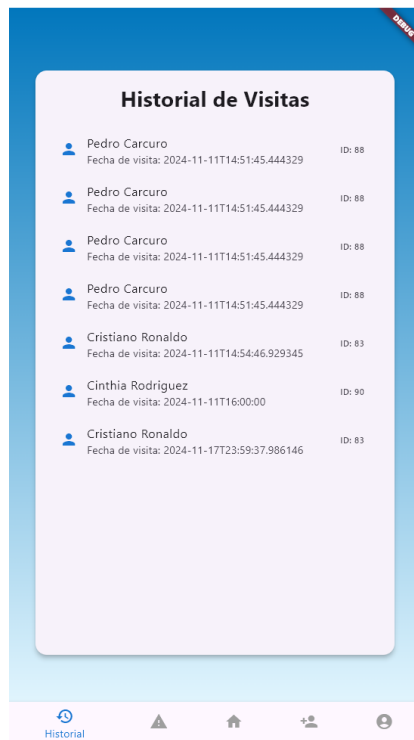 DEBUG
Historial de Visitas
Pedro Carcuro
Fecha de visita: 2024-11-11T14:51:45.444329
ID: 88
Pedro Carcuro
Fecha de visita: 2024-11-11T14:51:45.444329
ID: 88
Pedro Carcuro
Fecha de visita: 2024-11-11T14:51:45.444329
ID: 88
Pedro Carcuro
Fecha de visita: 2024-11-11T14:51:45.444329
ID: 88
Cristiano Ronaldo
Fecha de visita: 2024-11-11T14:54:46.929345
ID: 83
Cinthia Rodriguez
Fecha de visita: 2024-11-11T16:00:00
ID: 90
Cristiano Ronaldo
Fecha de visita: 2024-11-17T23:59:37.986146
ID: 83
Historial